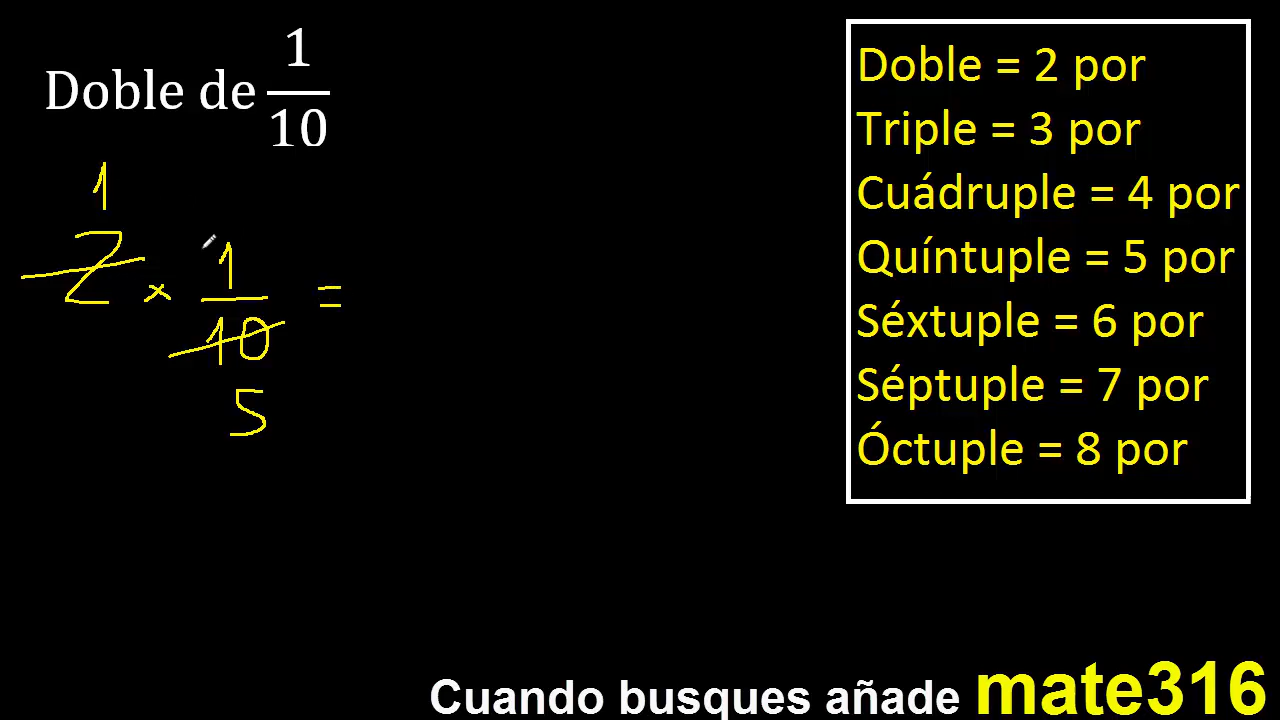 Doble de 1/10
1
2 × 1/10 =
5
Doble = 2 por
Triple = 3 por
Cuádruple = 4 por
Quíntuple = 5 por
Séxtuple = 6 por
Séptuple = 7 por
Óctuple = 8 por
Cuando busques añade mate316